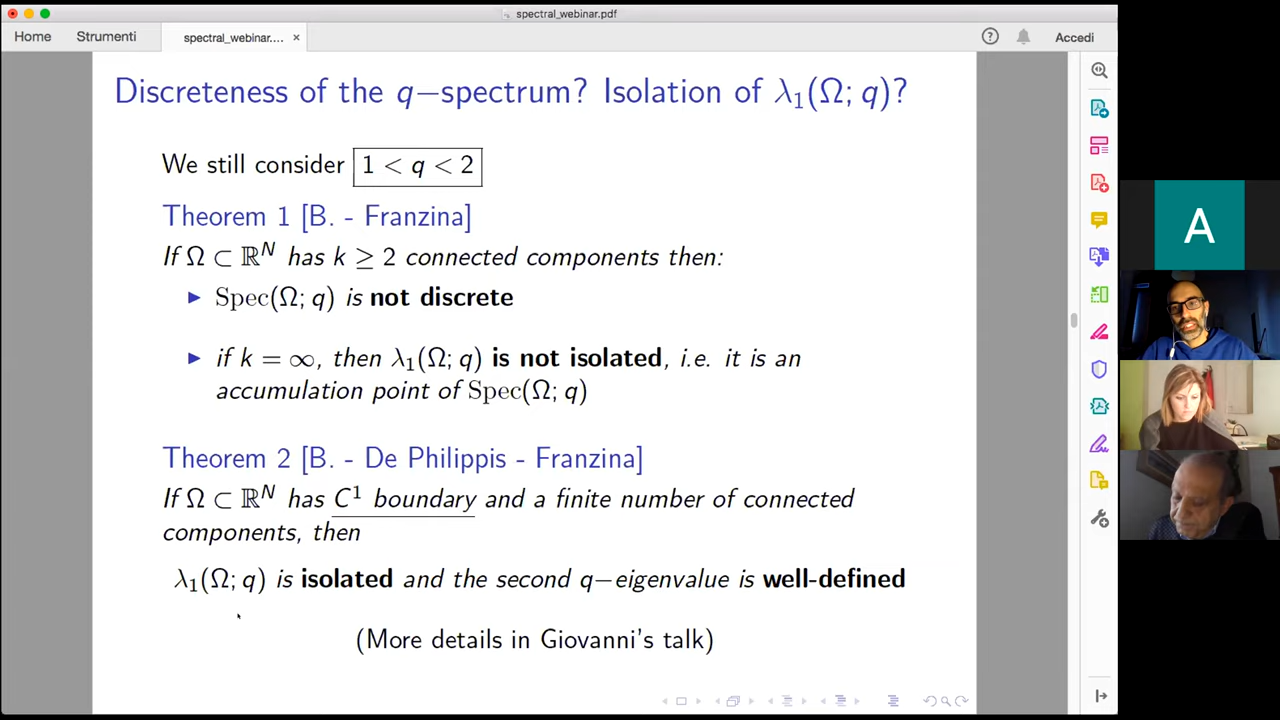 spectral_webinar.pdf
Home Strumenti spectral_webinar.... × Accedi
Discreteness of the q−spectrum? Isolation of λ₁(Ω; q)?
We still consider 1 < q < 2
Theorem 1 [B. - Franzina]
If Ω ⊂ ℝᴺ has k ≥ 2 connected components then:
▶ Spec(Ω; q) is not discrete
▶ if k = ∞, then λ₁(Ω; q) is not isolated, i.e. it is an
accumulation point of Spec(Ω; q)
Theorem 2 [B. - De Philippis - Franzina]
If Ω ⊂ ℝᴺ has C¹ boundary and a finite number of connected
components, then
λ₁(Ω; q) is isolated and the second q−eigenvalue is well-defined
(More details in Giovanni's talk)
A